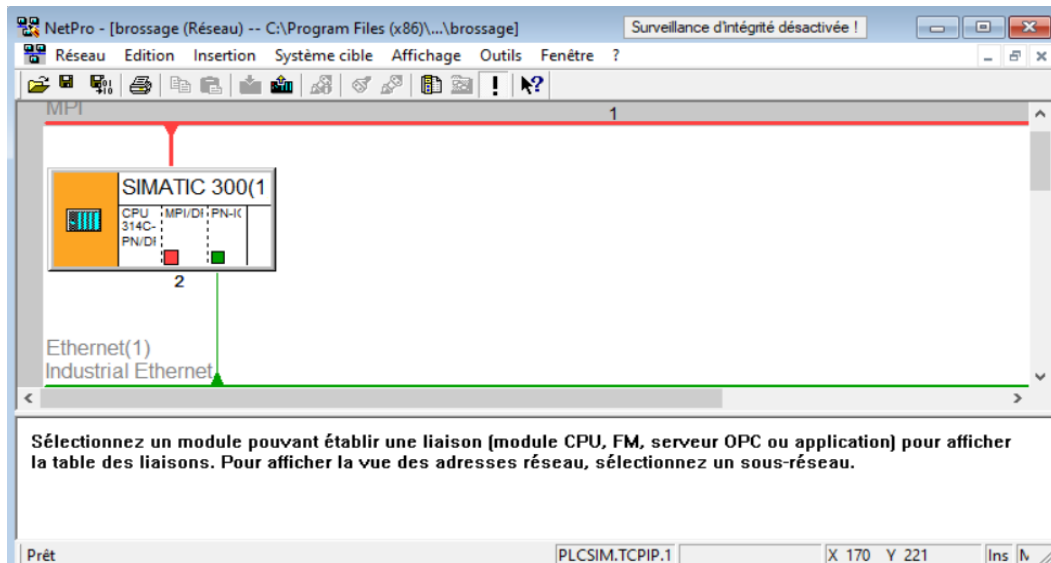 NetPro - [brossage (Réseau) -- C:\Program Files (x86)\...\brossage]
Surveillance d'intégrité désactivée !
Réseau Edition Insertion Système cible Affichage Outils Fenêtre ?
MPI
1
SIMATIC 300(1
CPU MPI/DP PN-IO
314C-
PN/DP
2
Ethernet(1)
Industrial Ethernet
Sélectionnez un module pouvant établir une liaison (module CPU, FM, serveur OPC ou application) pour afficher
la table des liaisons. Pour afficher la vue des adresses réseau, sélectionnez un sous-réseau.
Prêt PLCSIM.TCPIP.1 X 170 Y 221 Ins